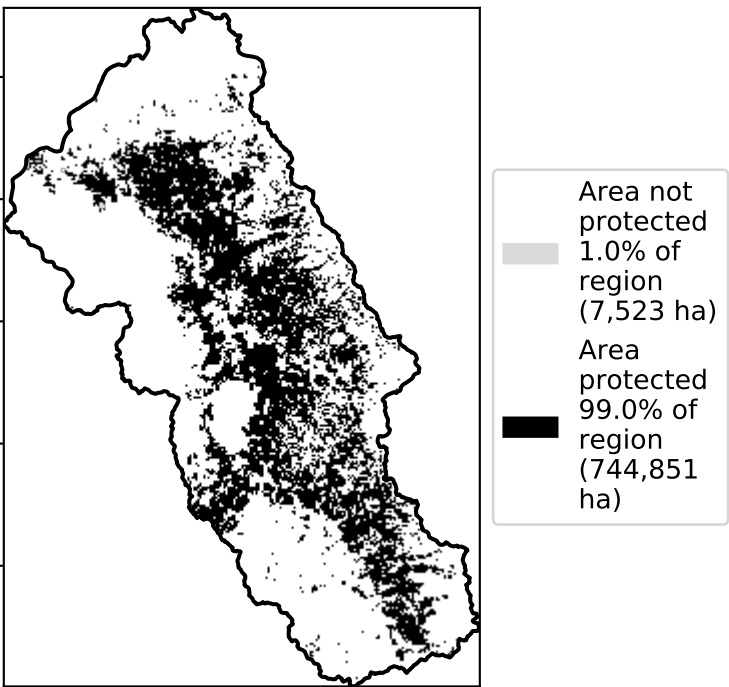 Area not
protected
1.0% of
region
(7,523 ha)
Area
protected
99.0% of
region
(744,851
ha)